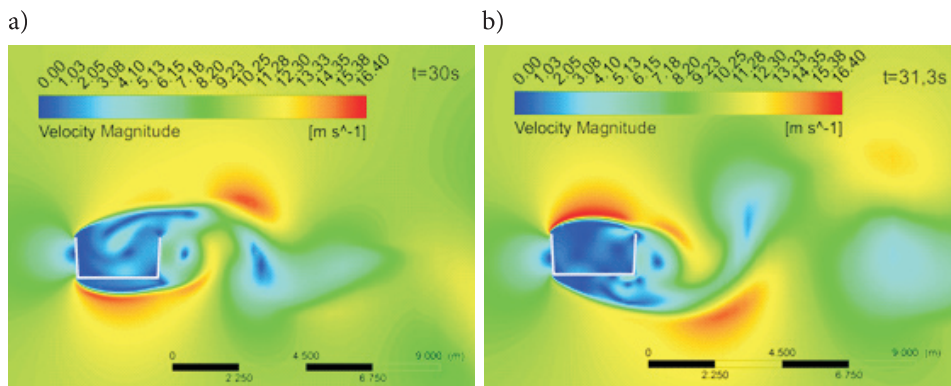 a)
0.00 1.03 2.05 3.08 4.10 5.13 6.15 7.18 8.20 9.23 10.25 11.28 12.30 13.33 14.35 15.38 16.40
t=30s
Velocity Magnitude [m s^-1]
0 4.500 9.000 (m)
2.250 6.750
b)
0.00 1.03 2.05 3.08 4.10 5.13 6.15 7.18 8.20 9.23 10.25 11.28 12.30 13.33 14.35 15.38 16.40
t=31,3s
Velocity Magnitude [m s^-1]
0 4.500 9.000 (m)
2.250 6.750